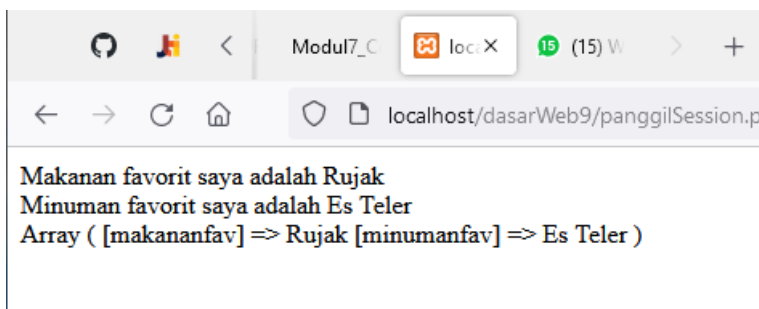 Modul7_C
loca
15 (15) W
localhost/dasarWeb9/panggilSession.p
Makanan favorit saya adalah Rujak
Minuman favorit saya adalah Es Teler
Array ( [makananfav] => Rujak [minumanfav] => Es Teler )